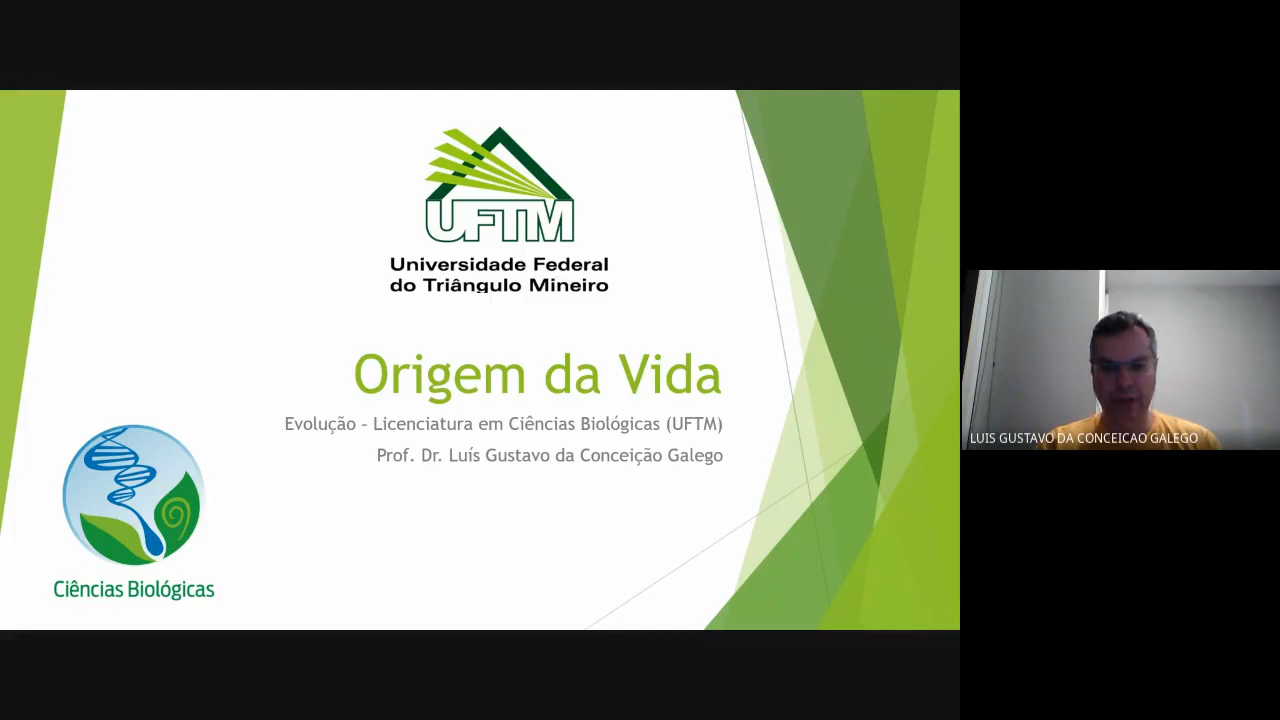 UFTM
Universidade Federal
do Triângulo Mineiro
Origem da Vida
Evolução - Licenciatura em Ciências Biológicas (UFTM)
Prof. Dr. Luís Gustavo da Conceição Galego
Ciências Biológicas
LUIS GUSTAVO DA CONCEICAO GALEGO